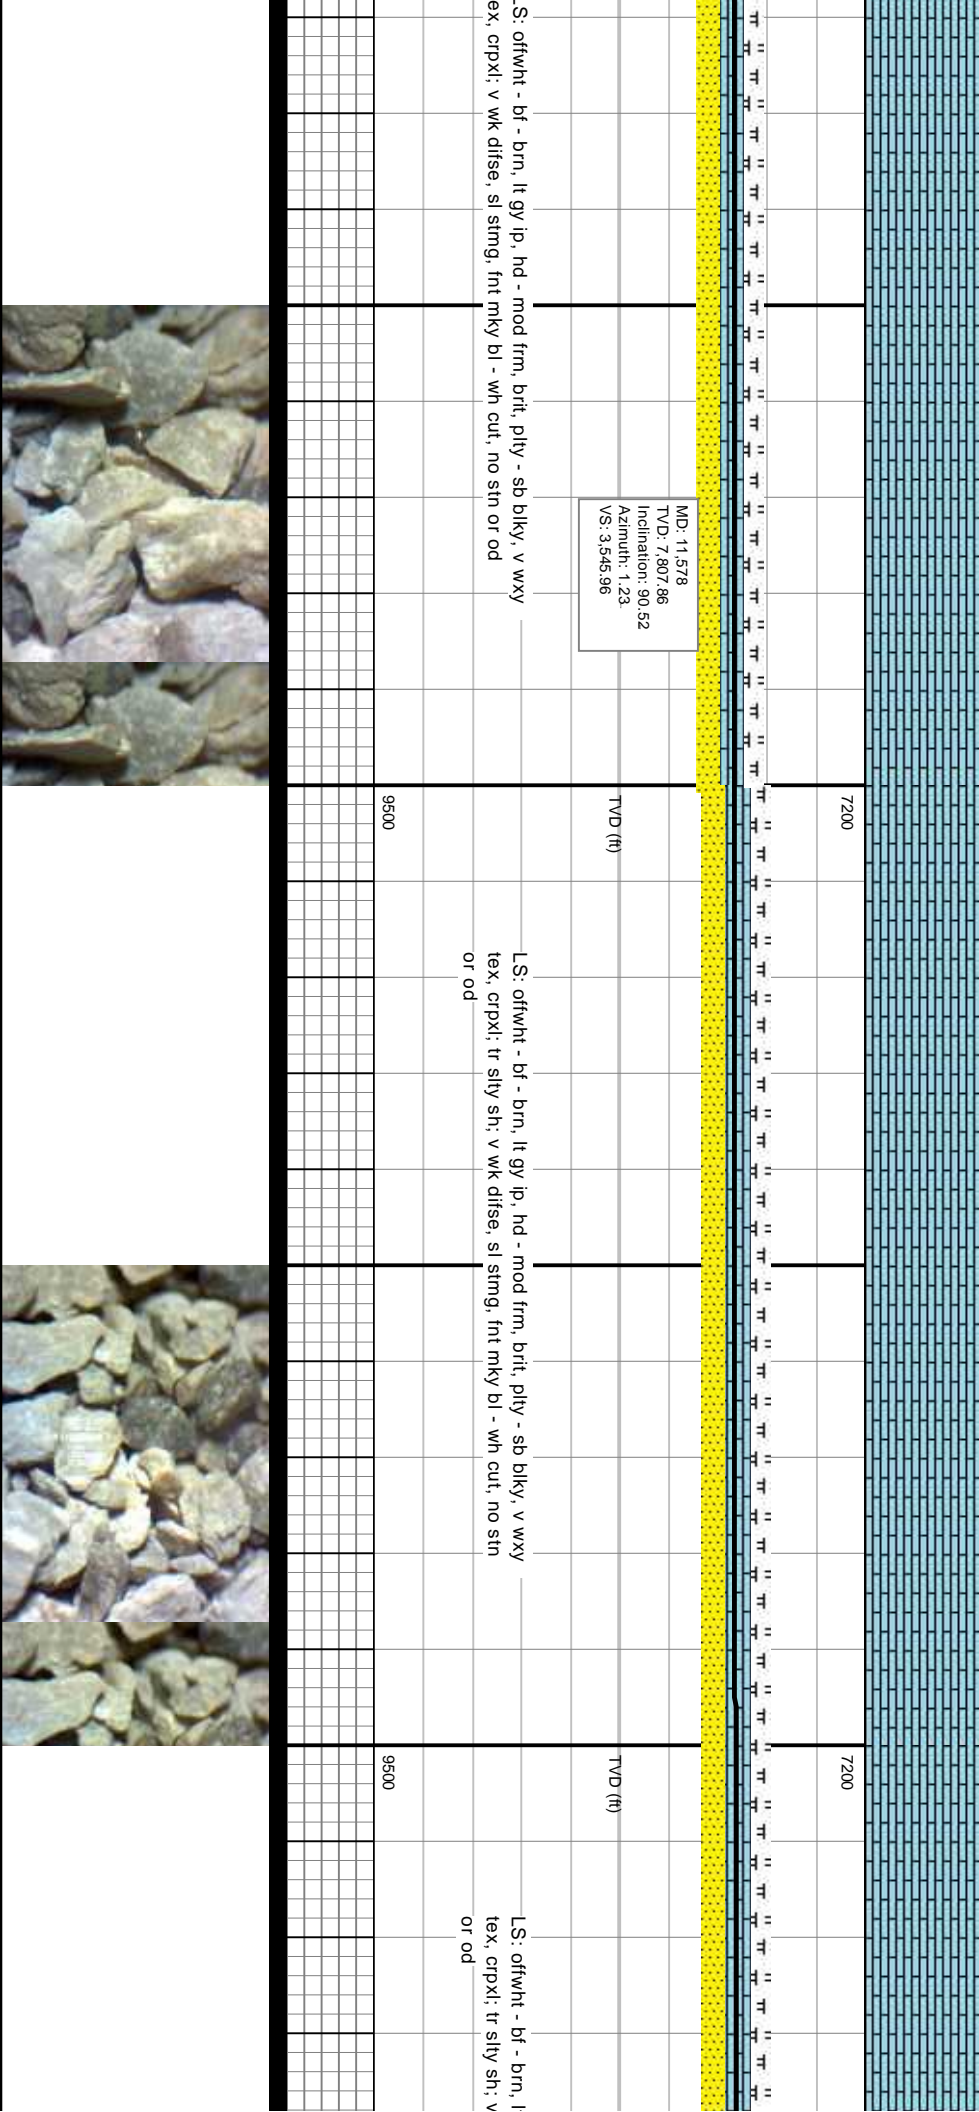 LS: offwht - bf - brn, lt gy ip, hd - mod frm, brit, plty - sb blky, v wxy
ex, crpxl; v wk difse, sl stmg, fnt mky bl - wh cut, no stn or od
MD: 11,578
TVD: 7,807.86
Inclination: 90.52
Azimuth: 1.23
VS: 3,545.96
7200
TVD (ft)
9500
LS: offwht - bf - brn, lt gy ip, hd - mod frm, brit, plty - sb blky, v wxy
tex, crpxl; tr slty sh; v wk difse, sl stmg, fnt mky bl - wh cut, no stn
or od
7200
TVD (ft)
9500
LS: offwht - bf - brn, l
tex, crpxl; tr slty sh; v
or od